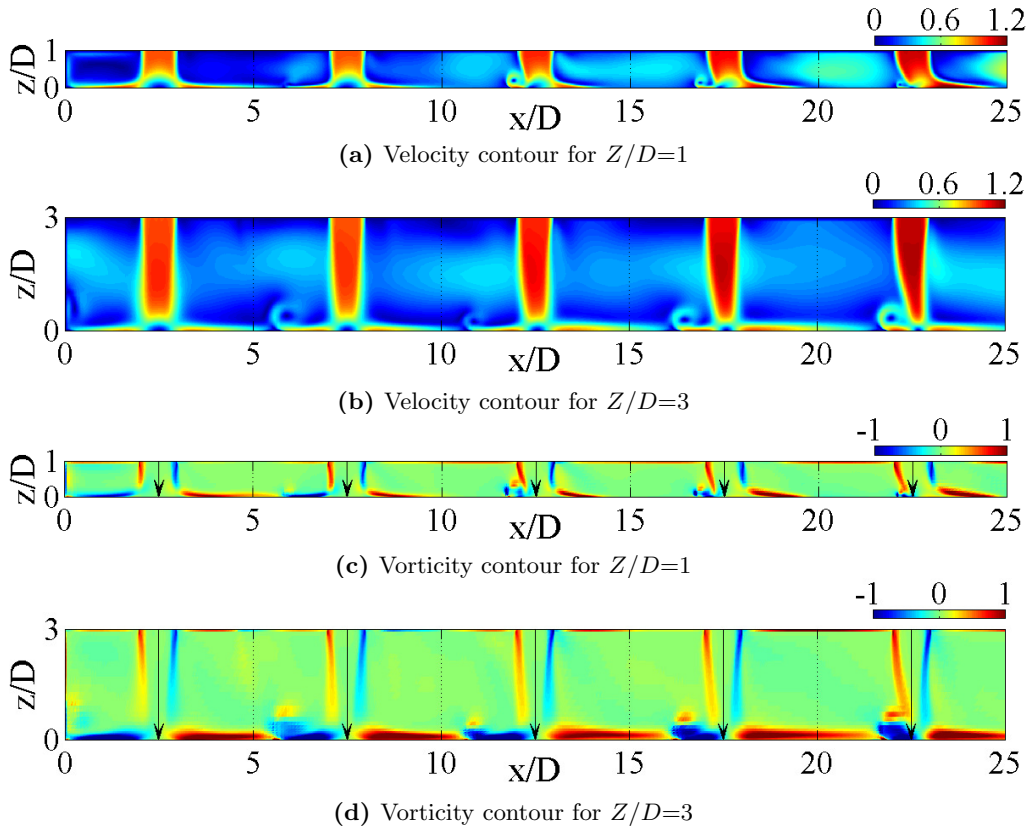 0 0.6 1.2
z/D
1
0
0 5 10 15 20 25
x/D
(a) Velocity contour for Z/D=1
0 0.6 1.2
z/D
3
0
0 5 10 15 20 25
x/D
(b) Velocity contour for Z/D=3
-1 0 1
z/D
1
0
0 5 10 15 20 25
x/D
(c) Vorticity contour for Z/D=1
-1 0 1
z/D
3
0
0 5 10 15 20 25
x/D
(d) Vorticity contour for Z/D=3